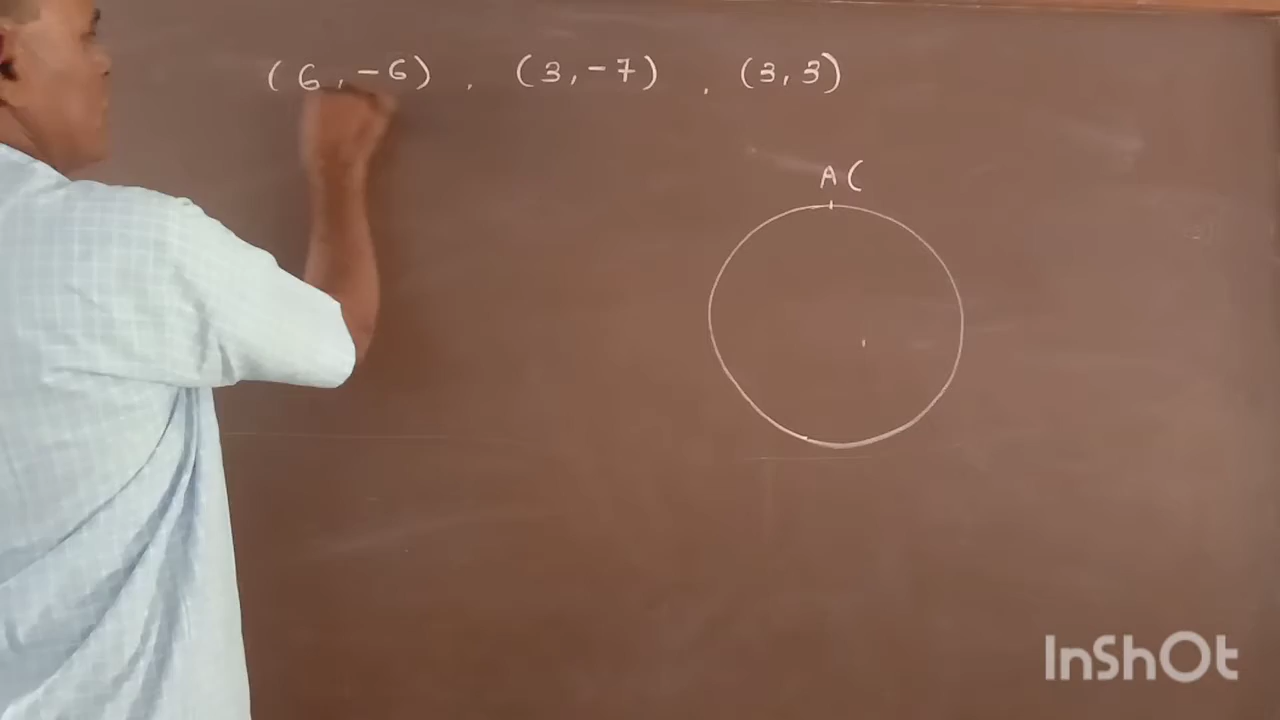 (6,-6) , (3,-7) , (3,3)
A(
InShOt